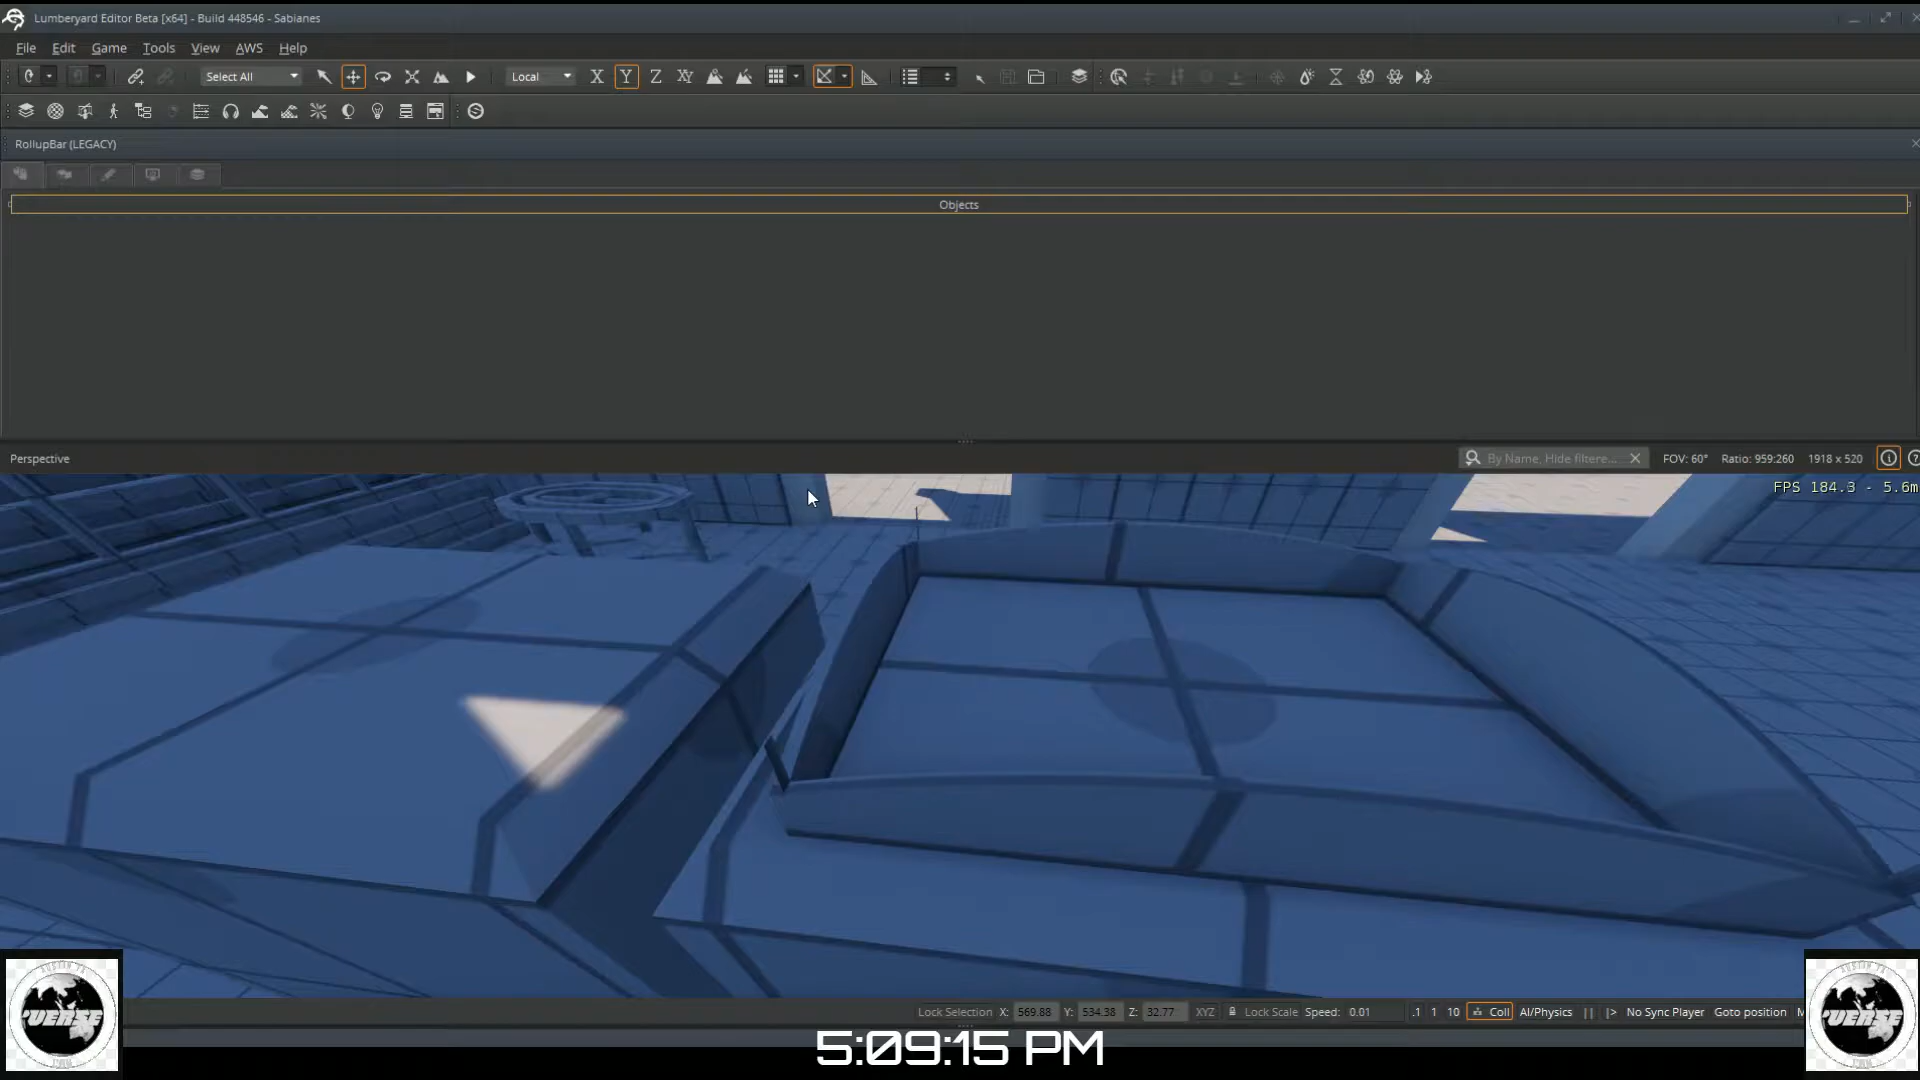 Lumberyard Editor Beta [x64] - Build 448546 - Sabianes
File Edit Game Tools View AWS Help
Select All Local X Y Z XY
RollupBar (LEGACY)
Objects
Perspective By Name, Hide filtere... FOV: 60° Ratio: 959:260 1918 x 520
FPS 184.3 - 5.6m
Lock Selection X: 569.88 Y: 534.38 Z: 32.77 XYZ Lock Scale Speed: 0.01 .1 1 10 Coll AI/Physics No Sync Player Goto position
'VERSE
'VERSE
5:09:15 PM